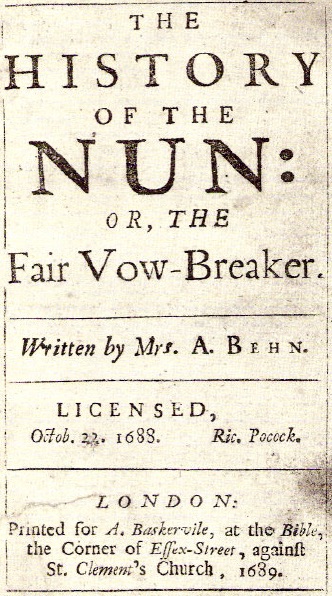 THE
HISTORY
OF THE
NUN:
OR, THE
Fair Vow-Breaker.
Written by Mrs. A. BEHN.
LICENSED,
Octob. 22. 1688. Ric. Pocock.
LONDON:
Printed for A. Baskervile, at the Bible,
the Corner of Eſſex-Street, againſt
St. Clement's Church, 1689.